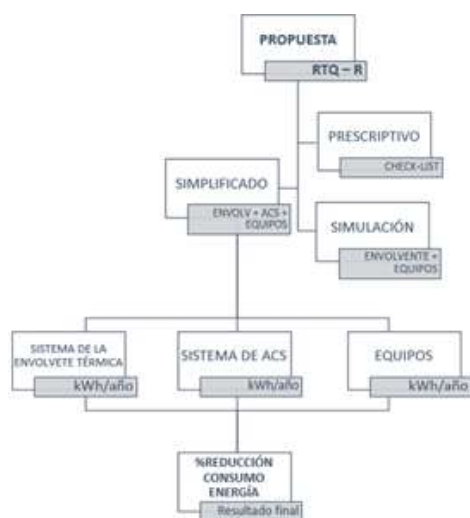 PROPUESTA
RTQ – R
PRESCRIPTIVO
CHECK-LIST
SIMPLIFICADO
ENVOLV + ACS +
EQUIPOS
SIMULACIÓN
ENVOLVENTE +
EQUIPOS
SISTEMA DE LA
ENVOLVETE TÉRMICA
kWh/año
SISTEMA DE ACS
kWh/año
EQUIPOS
kWh/año
%REDUCCIÓN
CONSUMO
ENERGÍA
Resultado final